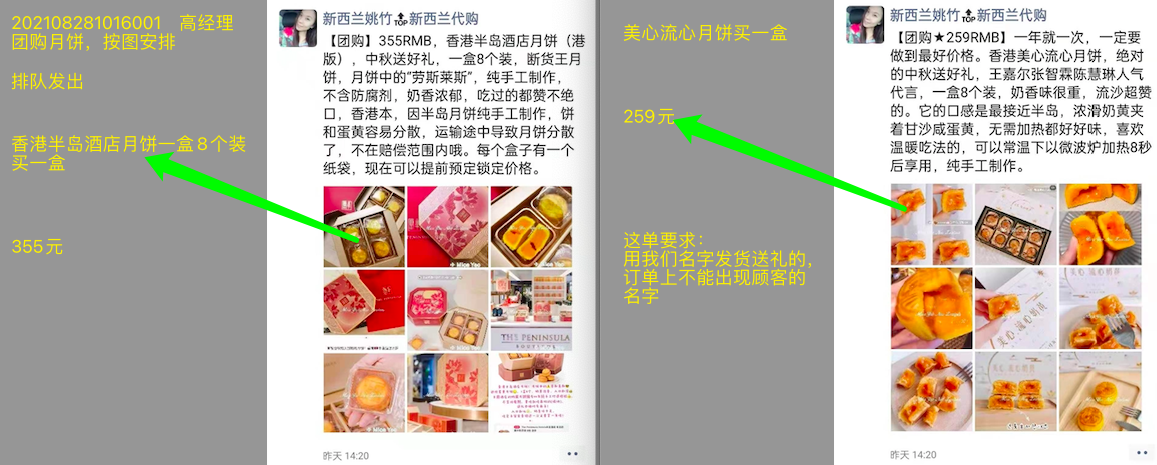 202108281016001 高经理
团购月饼，按图安排
排队发出
香港半岛酒店月饼一盒8个装
买一盒
355元
新西兰姚竹TOP新西兰代购
【团购】355RMB，香港半岛酒店月饼（港
版），中秋送好礼，一盒8个装，断货王月
饼，月饼中的“劳斯莱斯”，纯手工制作，
不含防腐剂，奶香浓郁，吃过的都赞不绝
口，香港本，因半岛月饼纯手工制作，饼
和蛋黄容易分散，运输途中导致月饼分散
了，不在赔偿范围内哦。每个盒子有一个
纸袋，现在可以提前预定锁定价格。
THE PENINSULA
昨天 14:20
美心流心月饼买一盒
259元
这单要求：
用我们名字发货送礼的，
订单上不能出现顾客的
名字
新西兰姚竹TOP新西兰代购
【团购★259RMB】一年就一次，一定要
做到最好价格。香港美心流心月饼，绝对
的中秋送好礼，王嘉尔张智霖陈慧琳人气
代言，一盒8个装，奶香味很重，流沙超赞
的。它的口感是最接近半岛，浓滑奶黄夹
着甘沙咸蛋黄，无需加热都好好味，喜欢
温暖吃法的，可以常温下以微波炉加热8秒
后享用，纯手工制作。
昨天 14:20